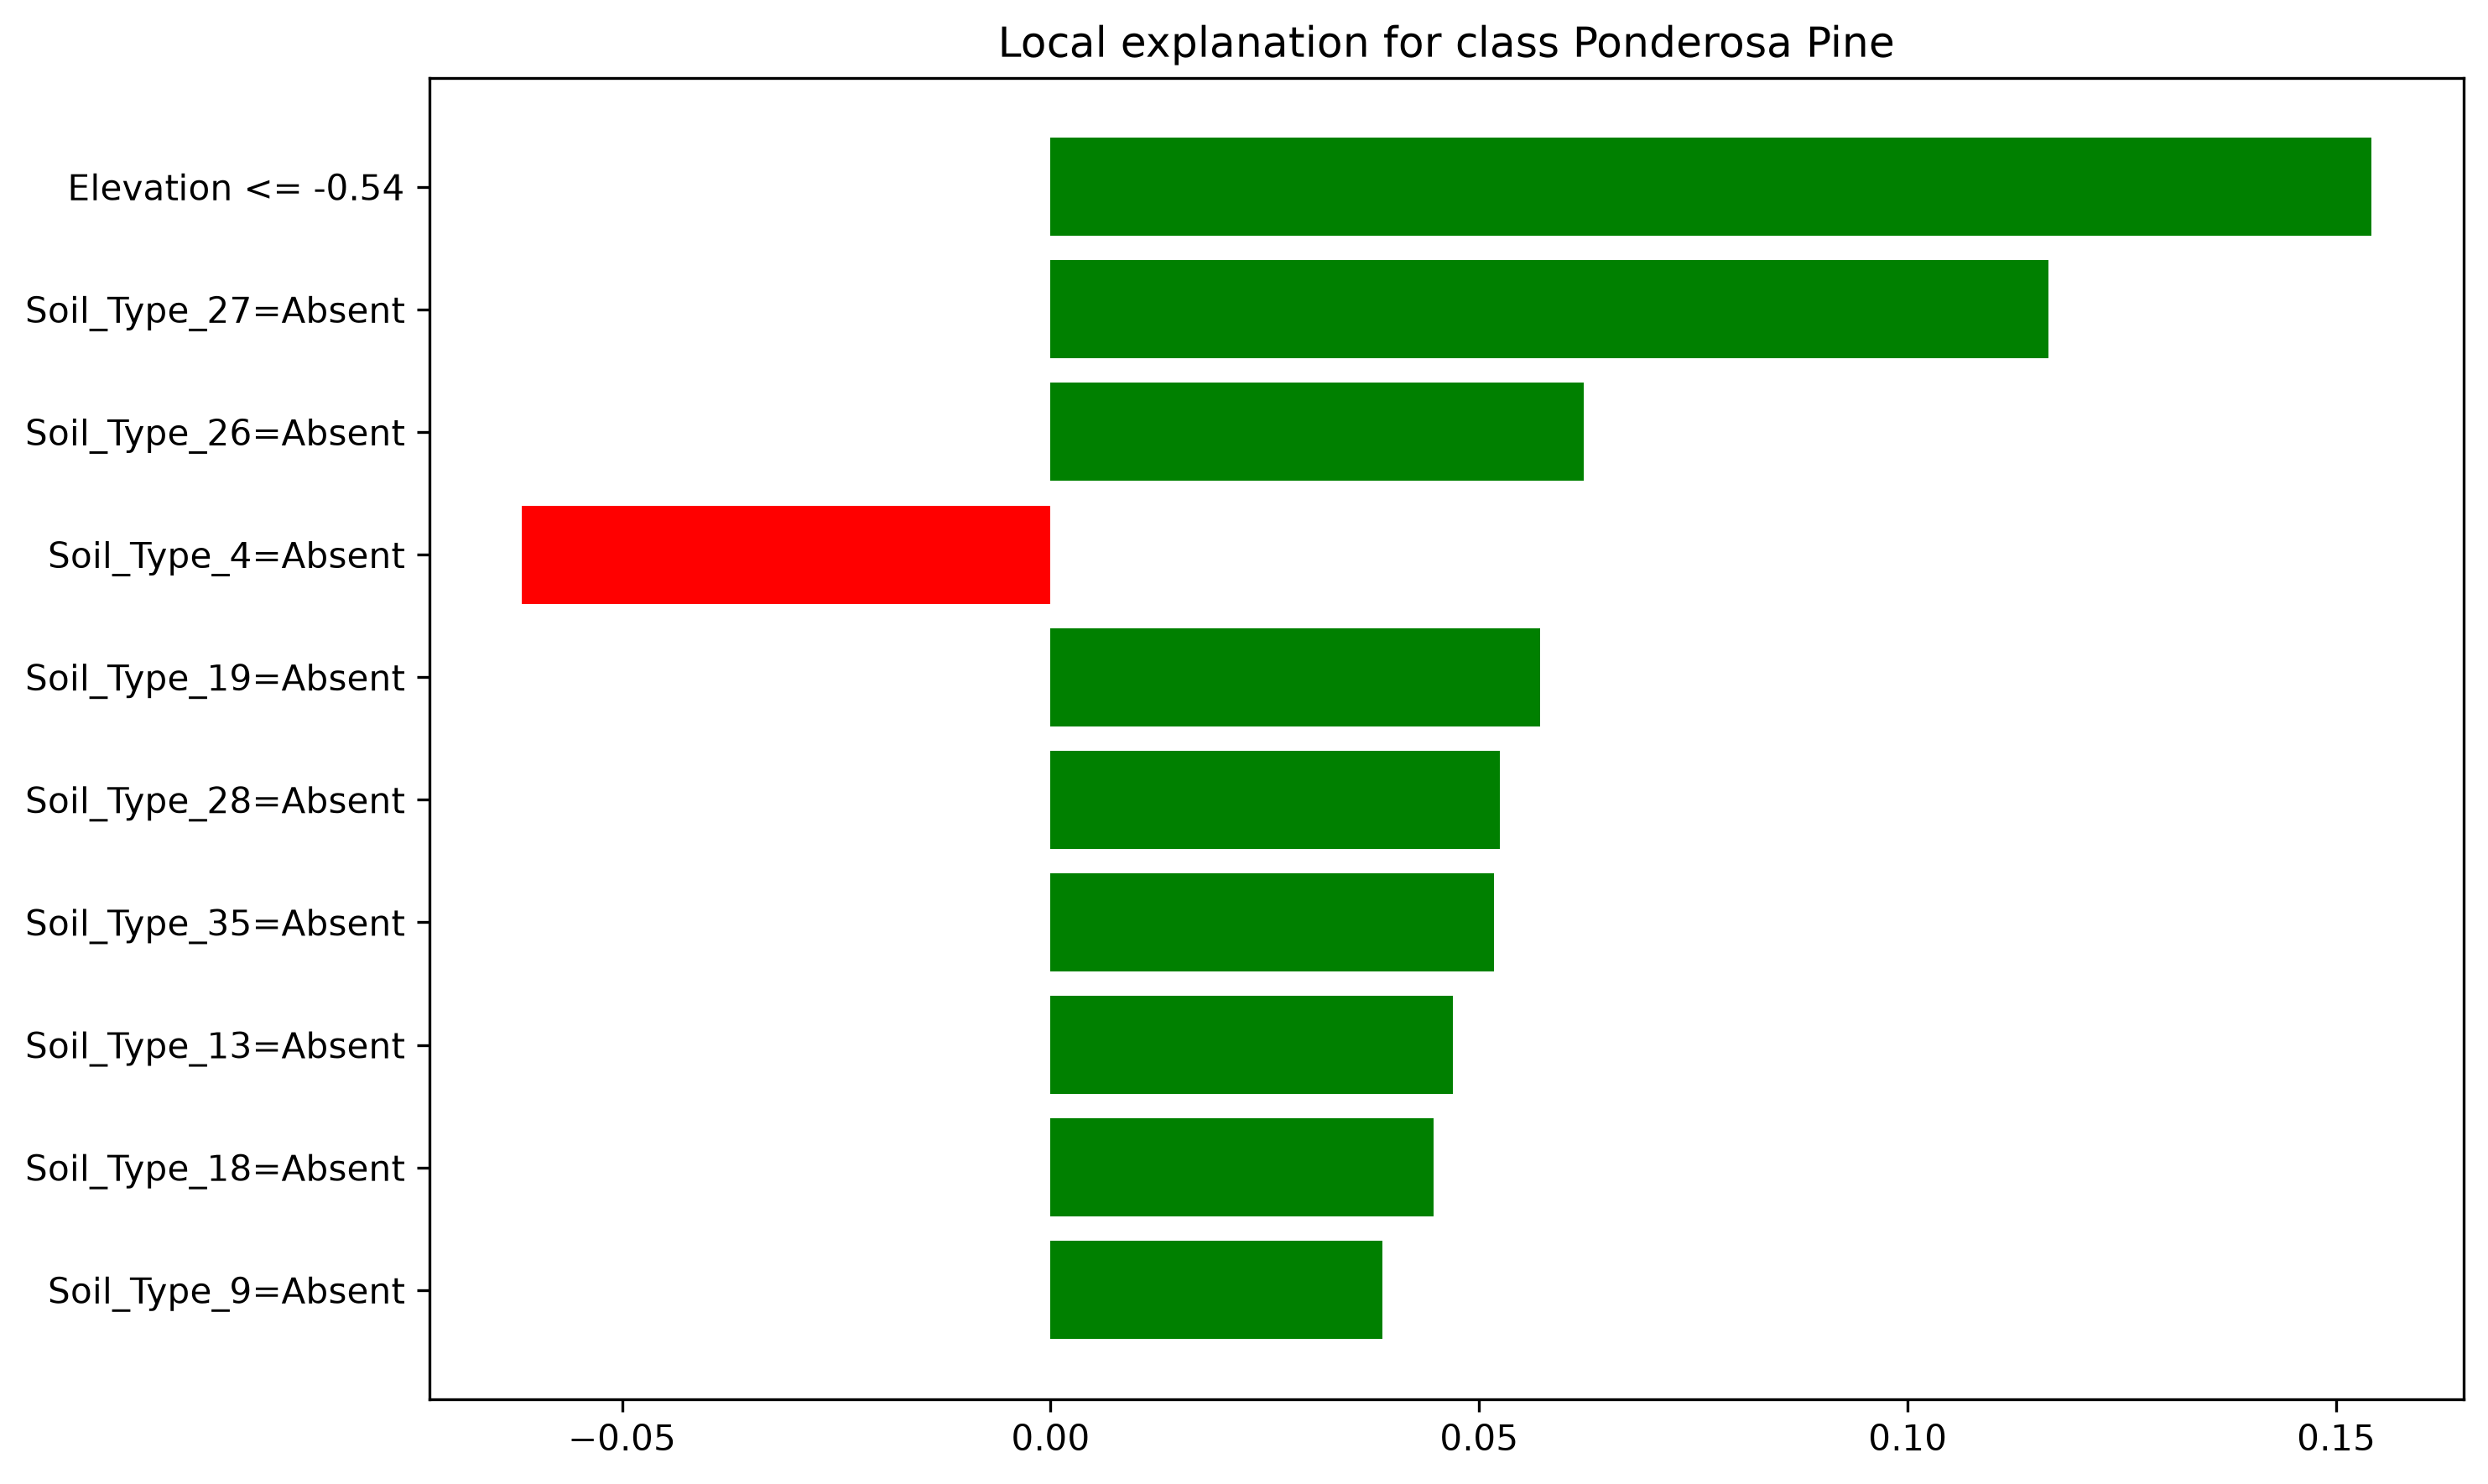 Local explanation for class Ponderosa Pine
Elevation <= -0.54
Soil_Type_27=Absent
Soil_Type_26=Absent
Soil_Type_4=Absent
Soil_Type_19=Absent
Soil_Type_28=Absent
Soil_Type_35=Absent
Soil_Type_13=Absent
Soil_Type_18=Absent
Soil_Type_9=Absent
−0.05 0.00 0.05 0.10 0.15